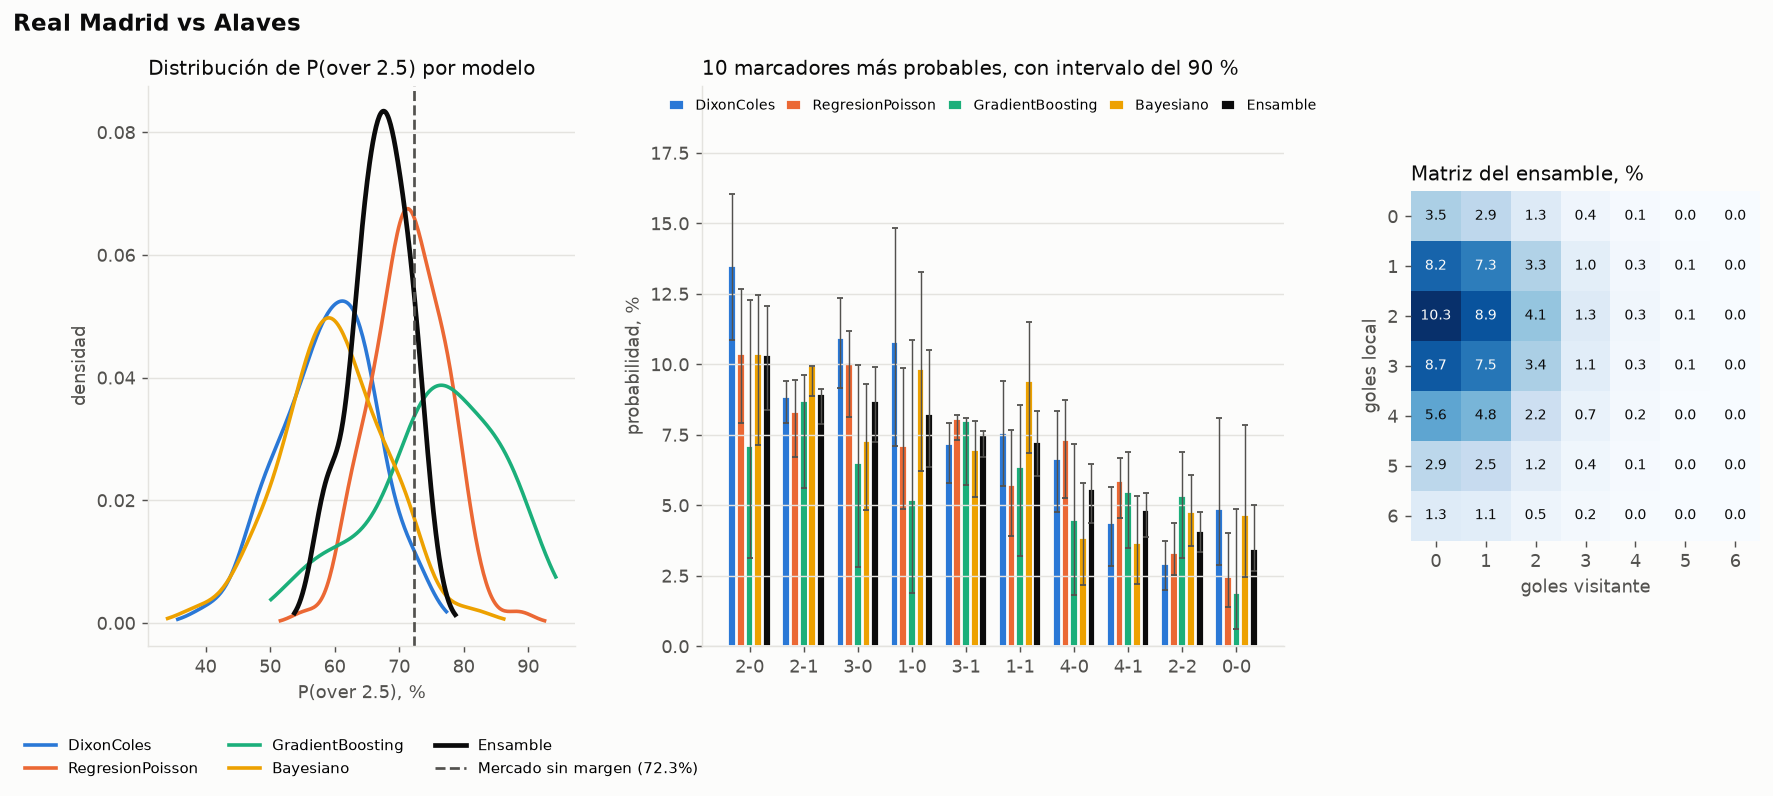 Real Madrid vs Alaves
Distribución de P(over 2.5) por modelo
densidad
0.08
0.06
0.04
0.02
0.00
40 50 60 70 80 90
P(over 2.5), %
DixonColes
RegresionPoisson
GradientBoosting
Bayesiano
Ensamble
Mercado sin margen (72.3%)
10 marcadores más probables, con intervalo del 90 %
DixonColes RegresionPoisson GradientBoosting Bayesiano Ensamble
probabilidad, %
17.5
15.0
12.5
10.0
7.5
5.0
2.5
0.0
2-0 2-1 3-0 1-0 3-1 1-1 4-0 4-1 2-2 0-0
Matriz del ensamble, %
goles local
0 3.5 2.9 1.3 0.4 0.1 0.0 0.0
1 8.2 7.3 3.3 1.0 0.3 0.1 0.0
2 10.3 8.9 4.1 1.3 0.3 0.1 0.0
3 8.7 7.5 3.4 1.1 0.3 0.1 0.0
4 5.6 4.8 2.2 0.7 0.2 0.0 0.0
5 2.9 2.5 1.2 0.4 0.1 0.0 0.0
6 1.3 1.1 0.5 0.2 0.0 0.0 0.0
0 1 2 3 4 5 6
goles visitante